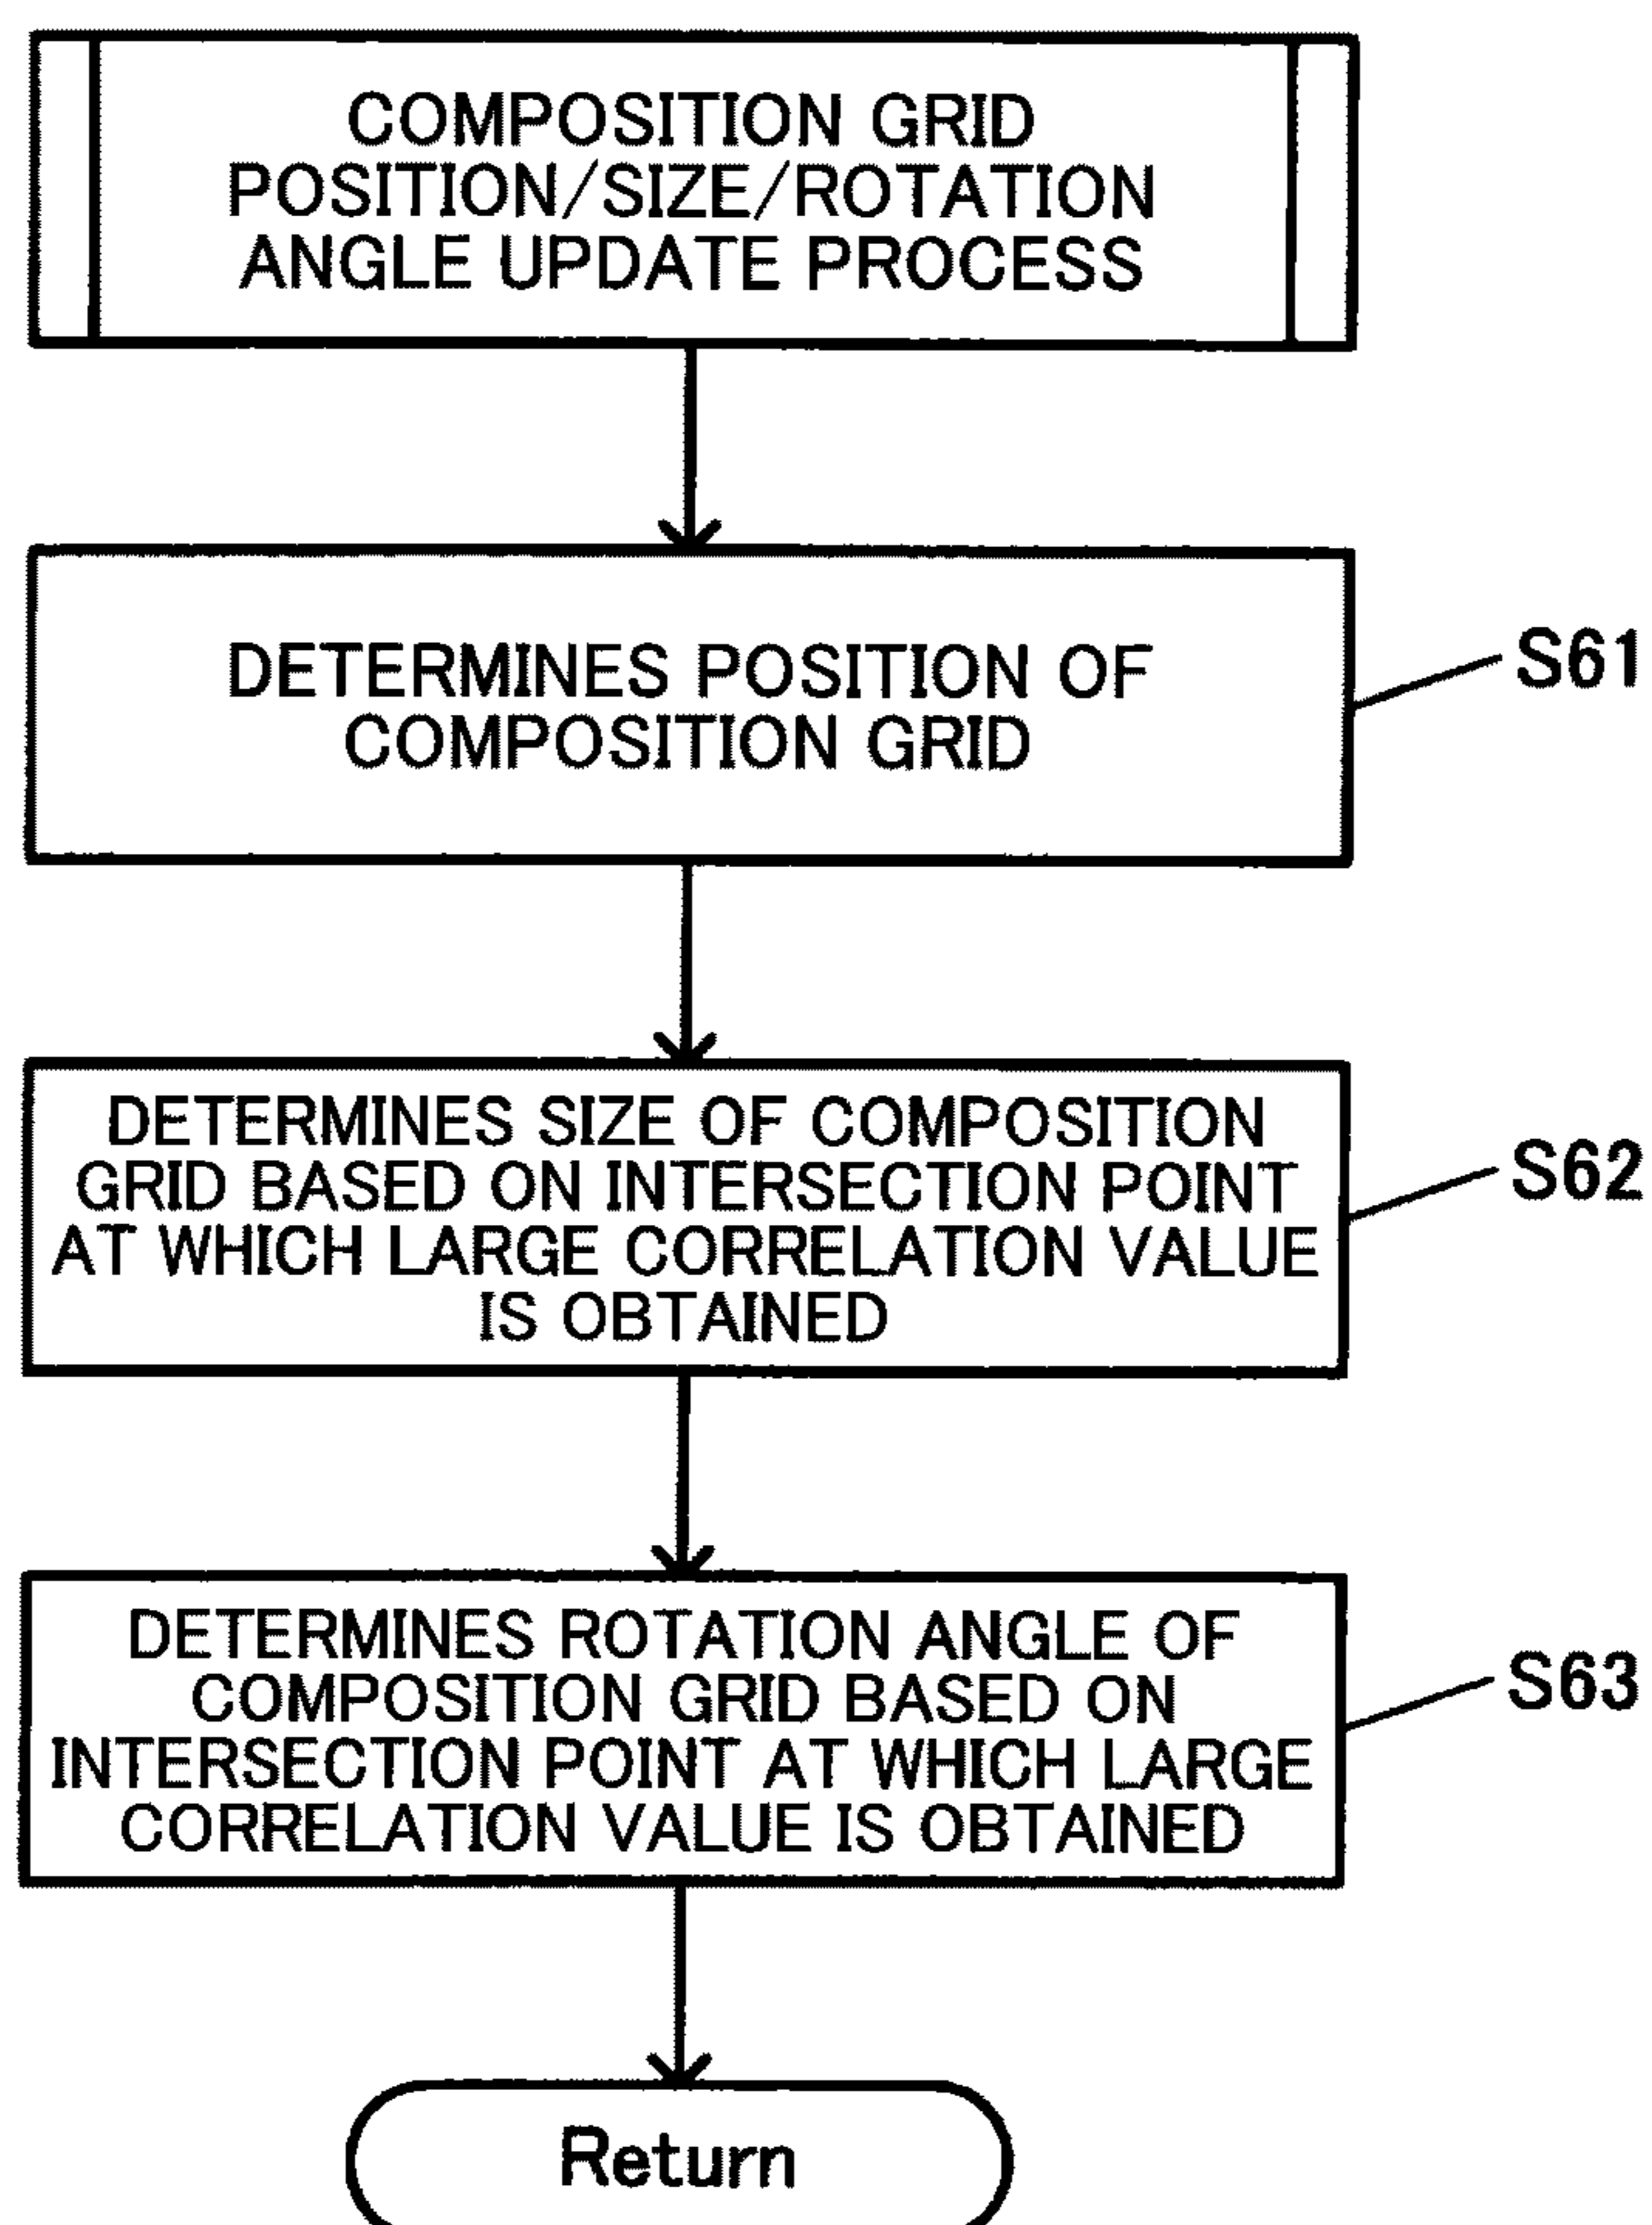 COMPOSITION GRID
POSITION/SIZE/ROTATION
ANGLE UPDATE PROCESS
DETERMINES POSITION OF
COMPOSITION GRID
S61
DETERMINES SIZE OF COMPOSITION
GRID BASED ON INTERSECTION POINT
AT WHICH LARGE CORRELATION VALUE
IS OBTAINED
S62
DETERMINES ROTATION ANGLE OF
COMPOSITION GRID BASED ON
INTERSECTION POINT AT WHICH LARGE
CORRELATION VALUE IS OBTAINED
S63
Return